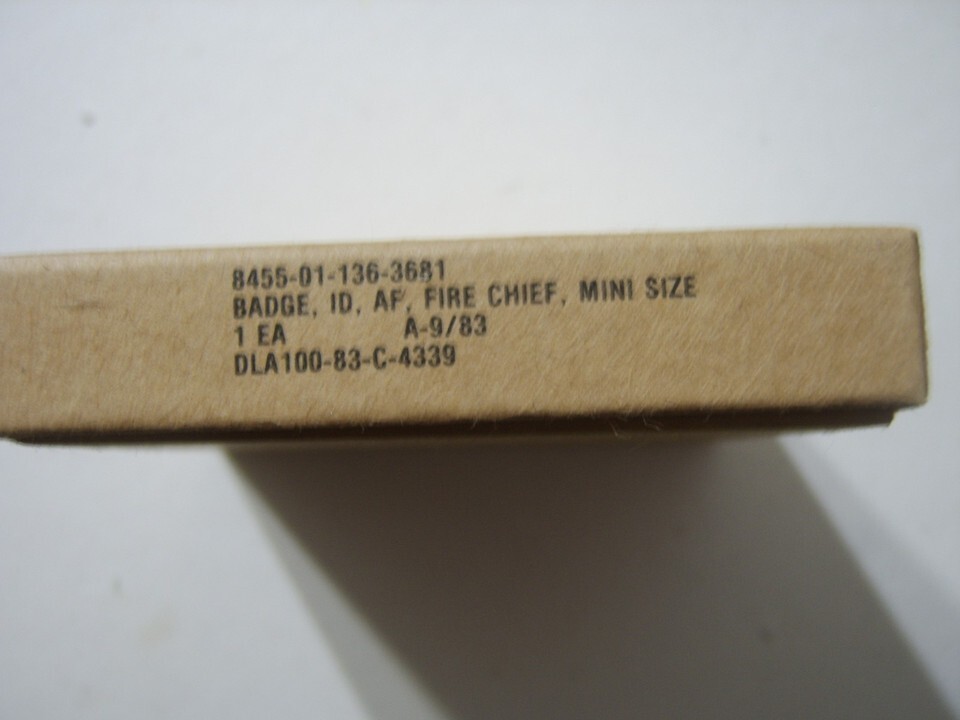 8455-01-136-3681
BADGE, ID, AF, FIRE CHIEF, MINI SIZE
1 EA A-9/83
DLA100-83-C-4339